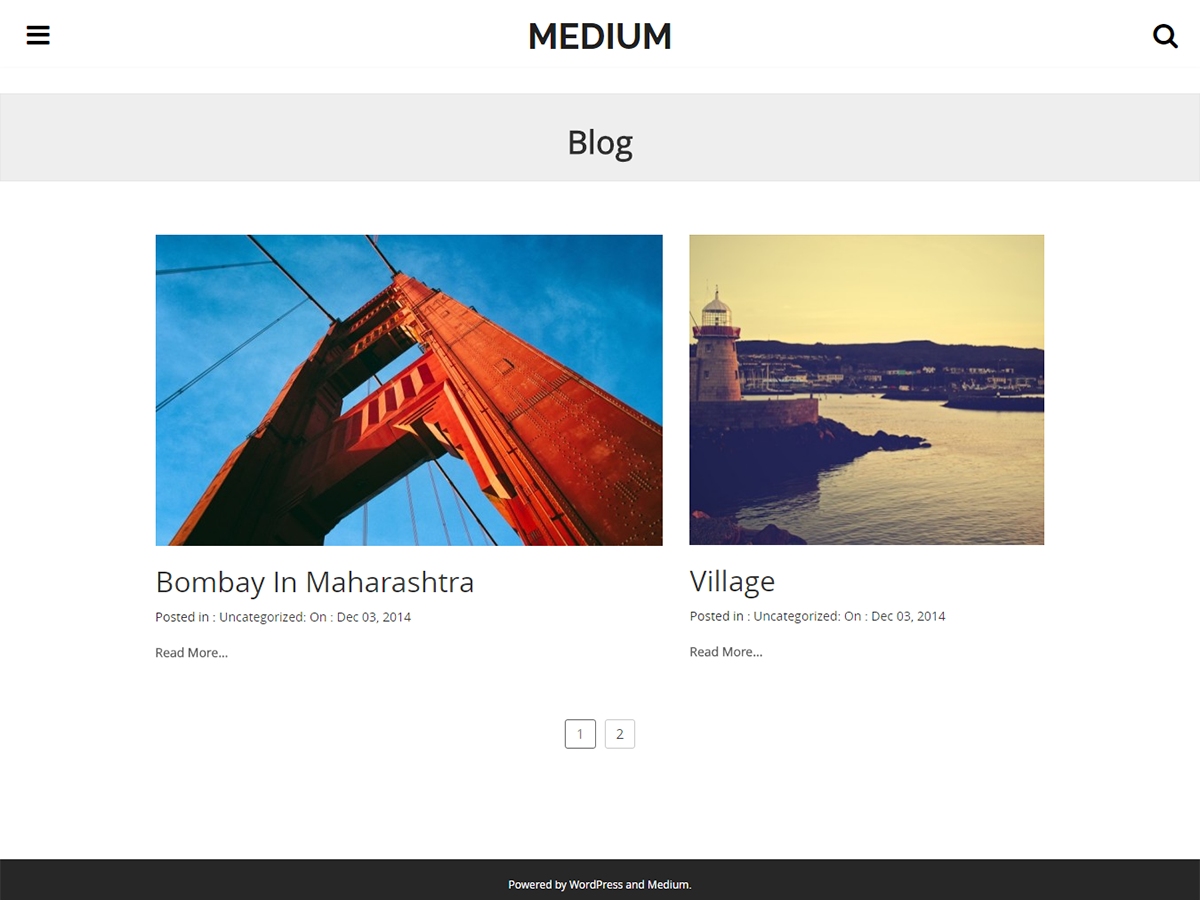 MEDIUM
Blog
Bombay In Maharashtra
Posted in : Uncategorized: On : Dec 03, 2014
Read More...
Village
Posted in : Uncategorized: On : Dec 03, 2014
Read More...
1 2
Powered by WordPress and Medium.